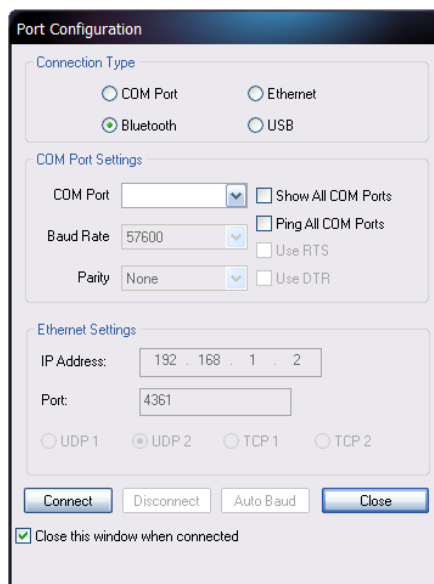 Port Configuration
Connection Type
COM Port Ethernet
Bluetooth USB
COM Port Settings
COM Port Show All COM Ports
Ping All COM Ports
Baud Rate 57600
Use RTS
Parity None Use DTR
Ethernet Settings
IP Address: 192 . 168 . 1 . 2
Port: 4361
UDP 1 UDP 2 TCP 1 TCP 2
Connect Disconnect Auto Baud Close
Close this window when connected